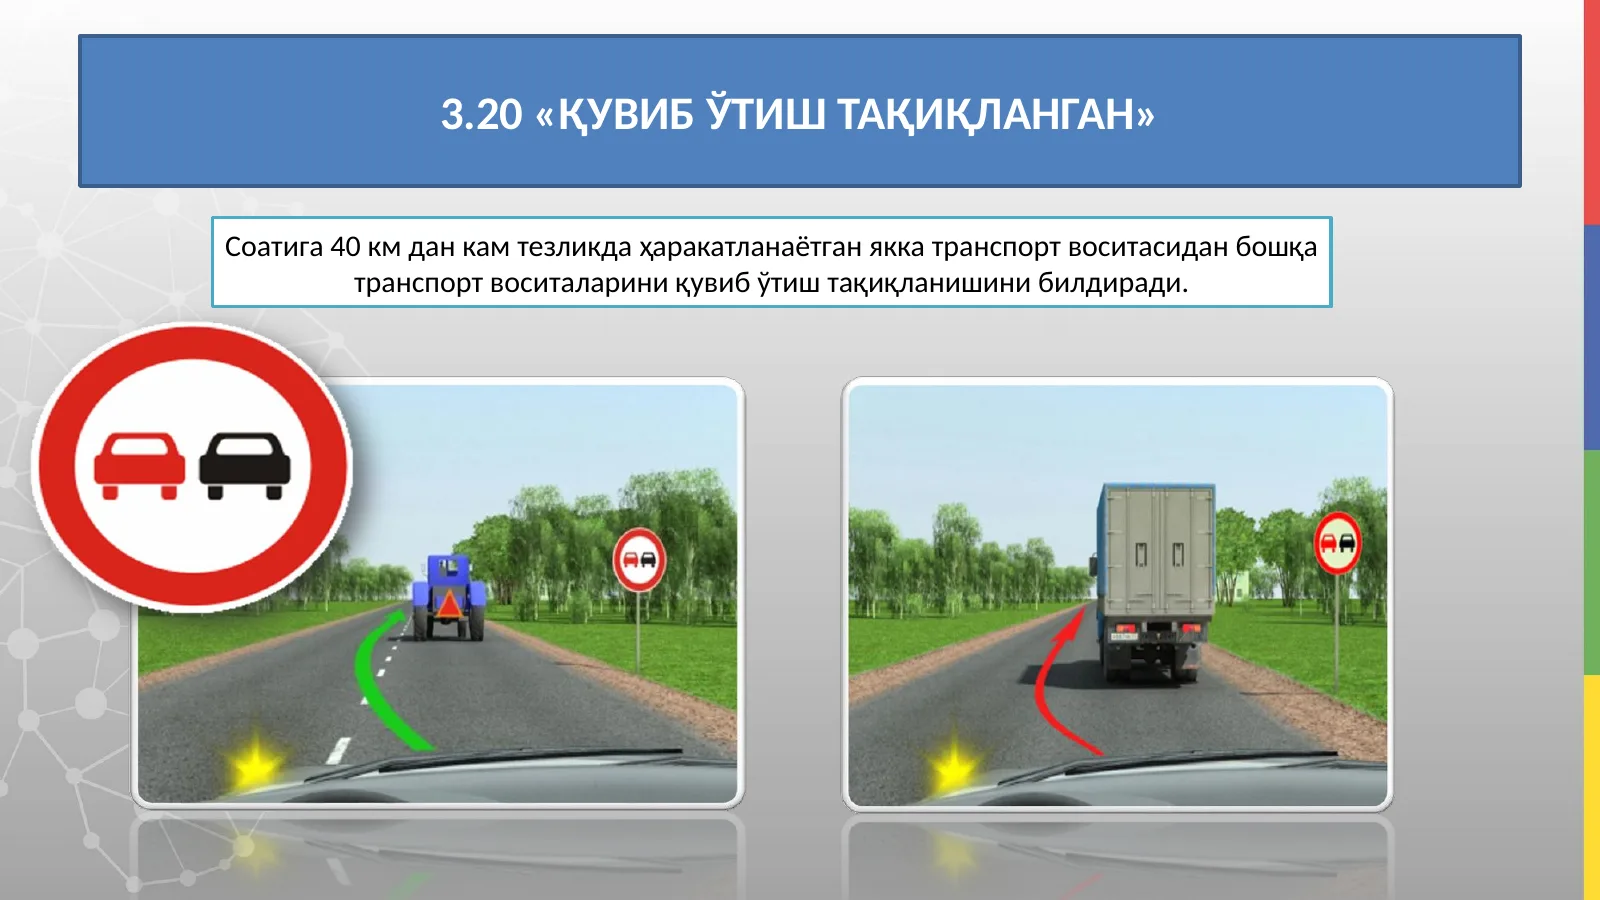 3.20 «ҚУВИБ ЎТИШ ТАҚИҚЛАНГАН»
Соатига 40 км дан кам тезликда ҳаракатланаётган якка транспорт воситасидан бошқа
транспорт воситаларини қувиб ўтиш тақиқланишини билдиради.